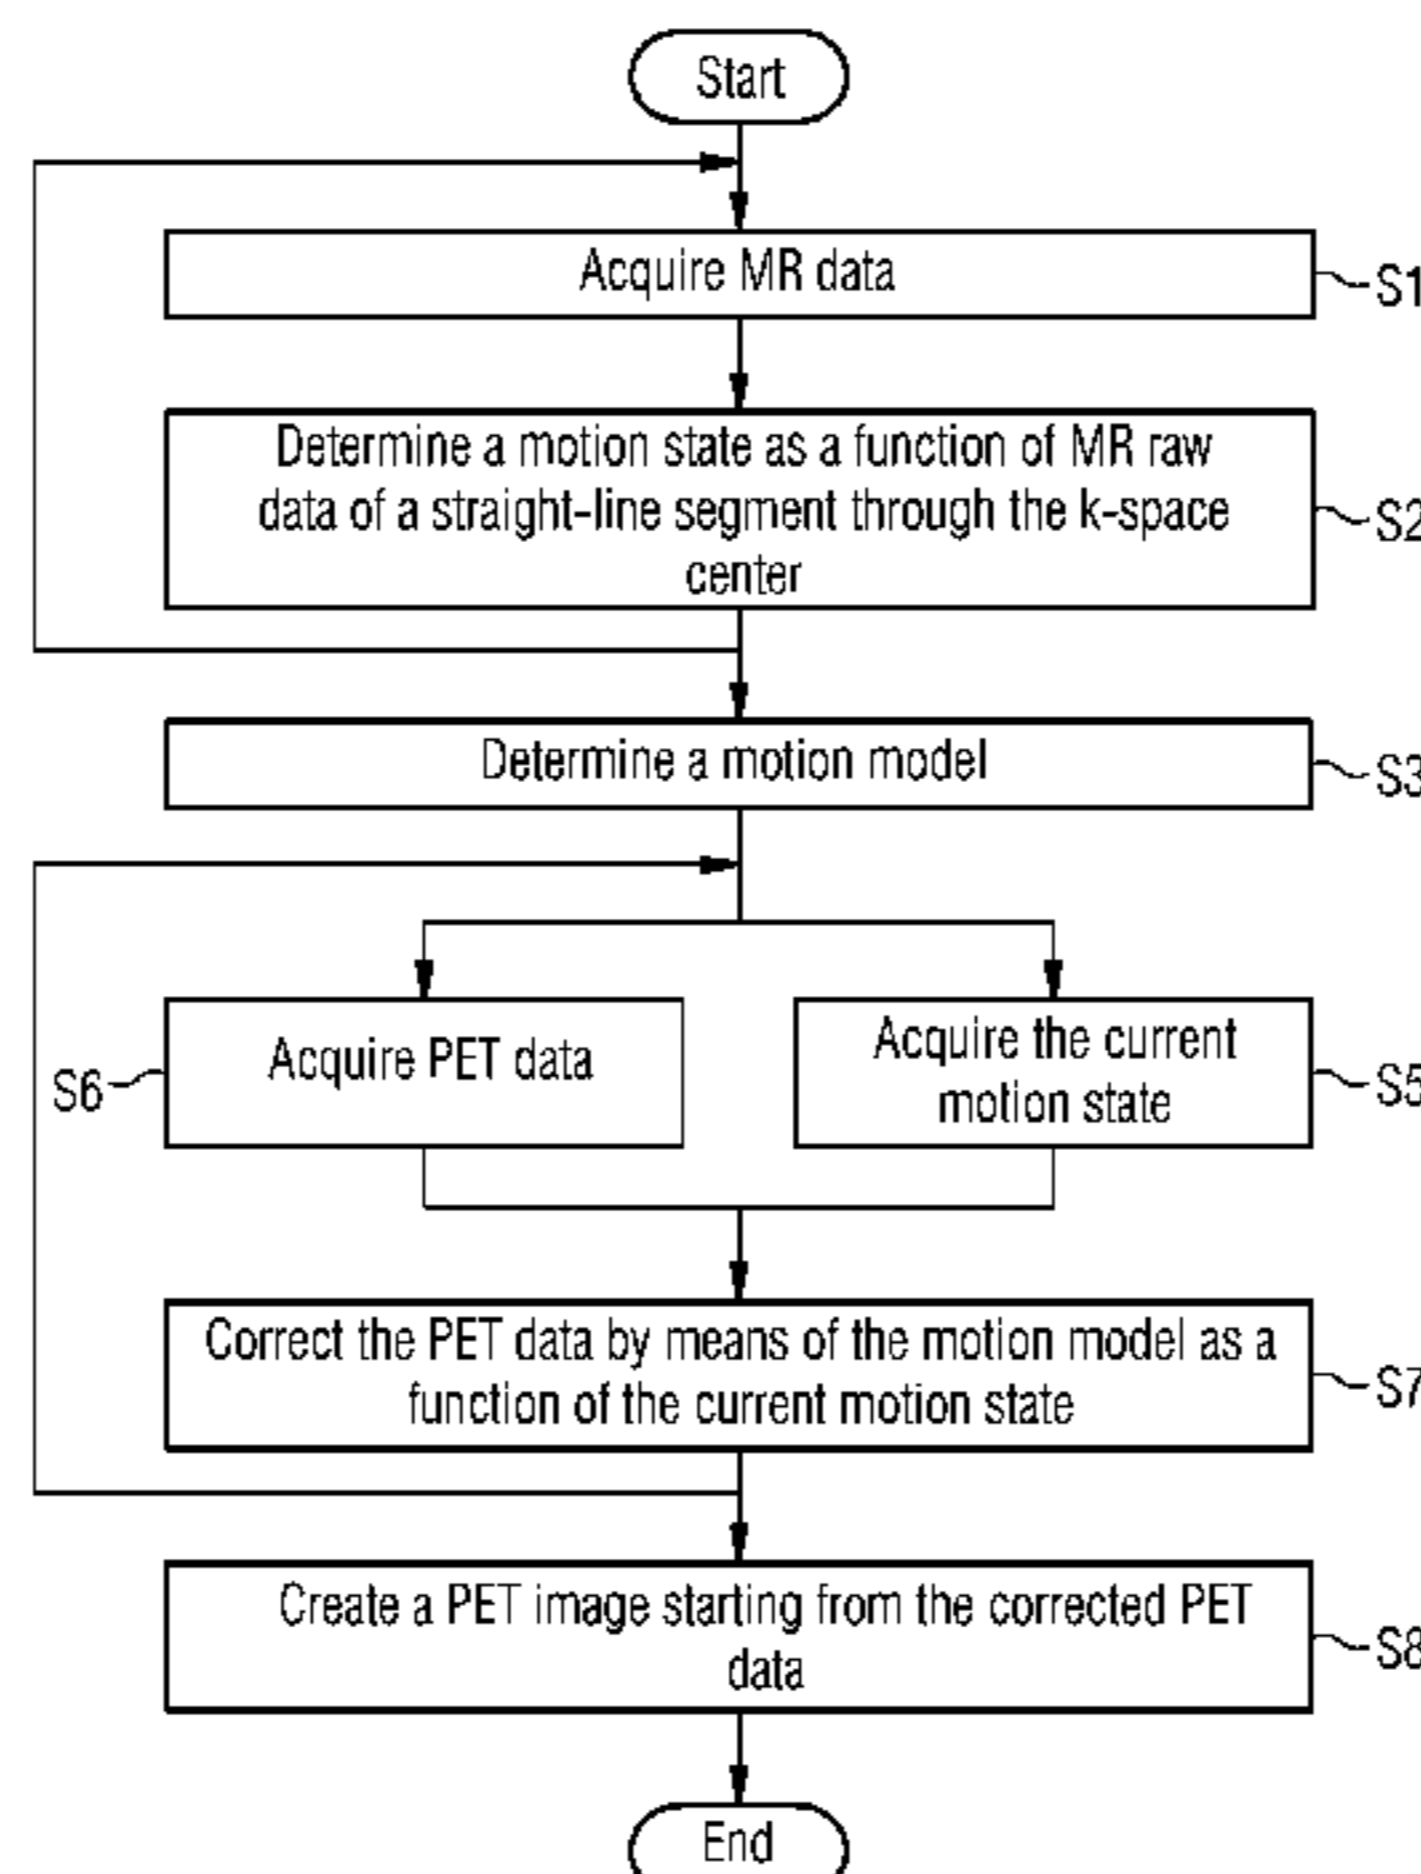 Start
Acquire MR data
S1
Determine a motion state as a function of MR raw
data of a straight-line segment through the k-space
center
S2
Determine a motion model
S3
S6
Acquire PET data
Acquire the current
motion state
S5
Correct the PET data by means of the motion model as a
function of the current motion state
S7
Create a PET image starting from the corrected PET
data
S8
End